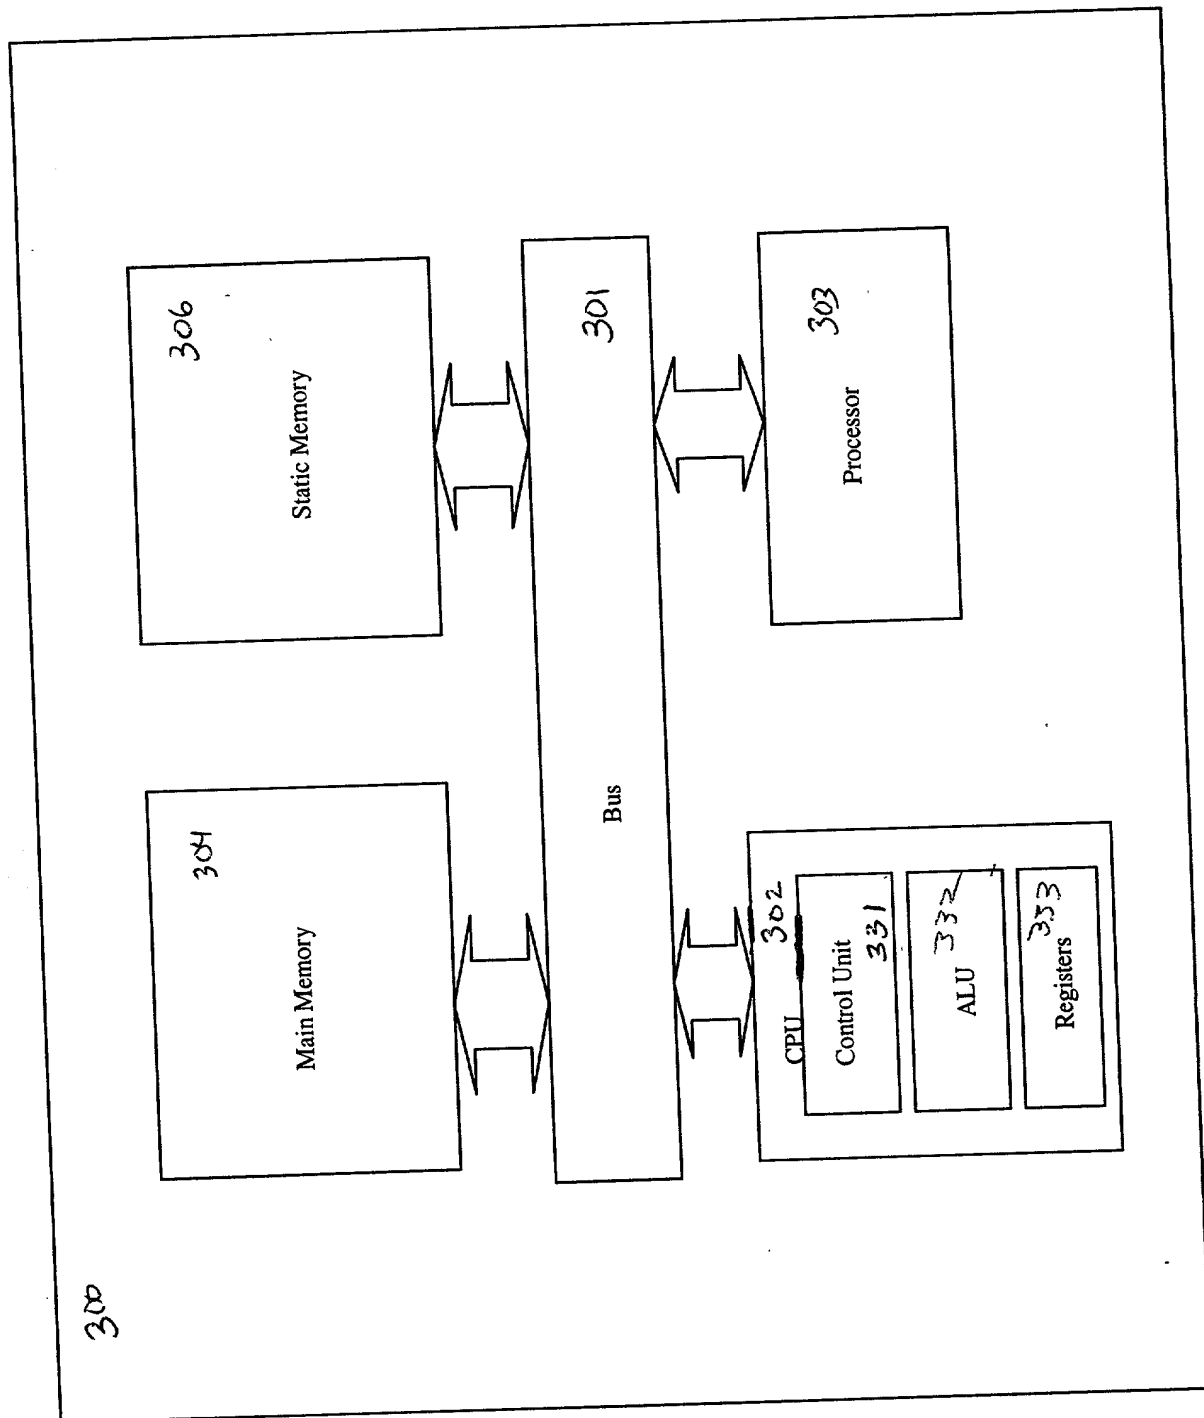 300
Main Memory
304
Static Memory
306
Bus
301
CPU
302
Control Unit
331
ALU
332
Registers
353
Processor
303